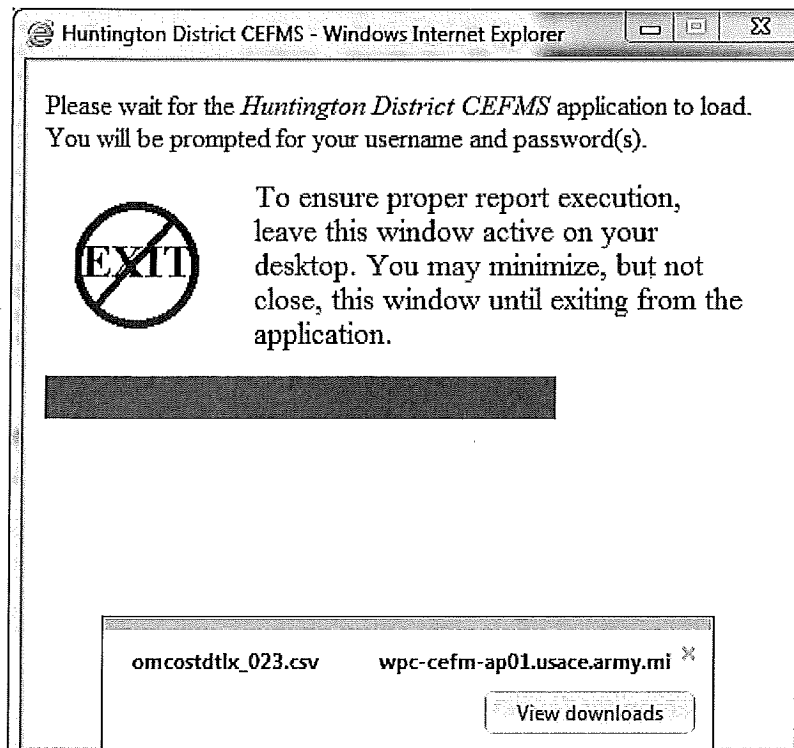 Huntington District CEFMS - Windows Internet Explorer
Please wait for the Huntington District CEFMS application to load.
You will be prompted for your username and password(s).
EXIT
To ensure proper report execution,
leave this window active on your
desktop. You may minimize, but not
close, this window until exiting from the
application.
omcostdtlx_023.csv wpc-cefm-ap01.usace.army.mi
View downloads